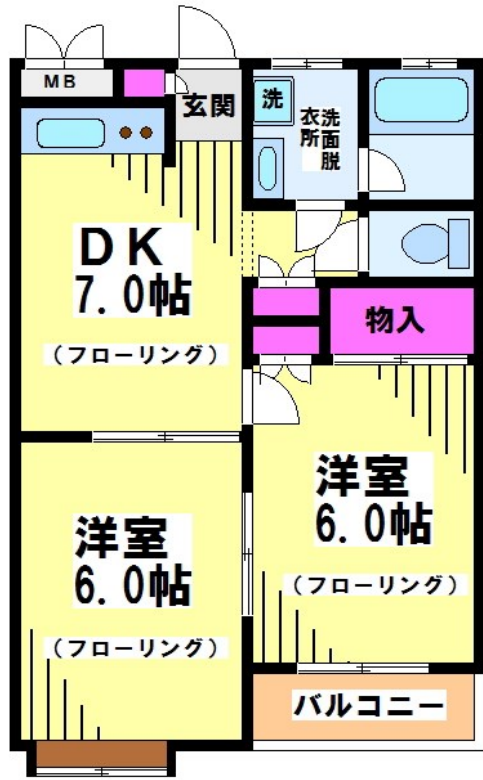 MB
玄関
洗
洗面脱
衣所
DK
7.0帖
(フローリング)
物入
洋室
6.0帖
(フローリング)
洋室
6.0帖
(フローリング)
バルコニー